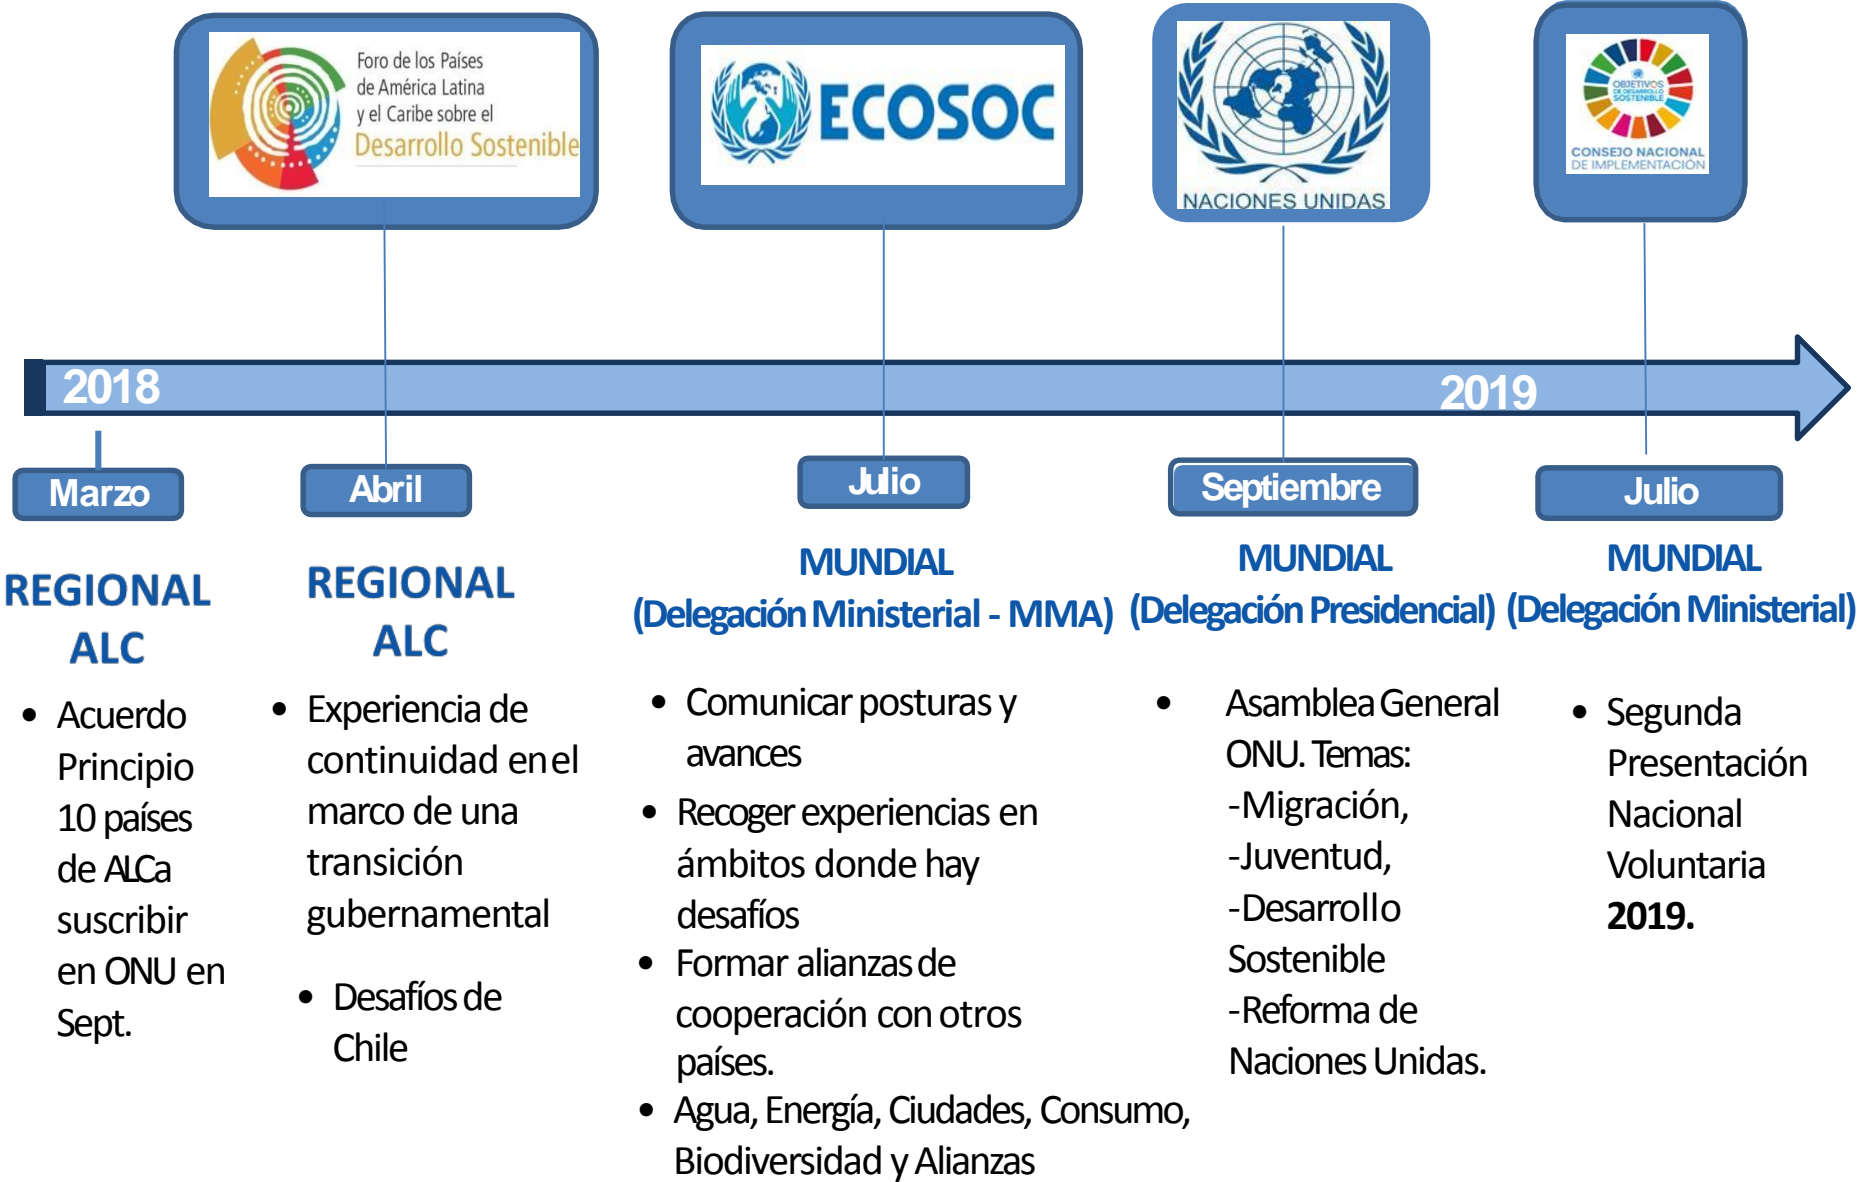 Foro de los Países
de América Latina
y el Caribe sobre el
Desarrollo Sostenible
ECOSOC
NACIONES UNIDAS
OBJETIVOS
DE DESARROLLO
SOSTENIBLE
CONSEJO NACIONAL
DE IMPLEMENTACIÓN
2018
2019
Marzo
Abril
Julio
Septiembre
Julio
REGIONAL
ALC
• Acuerdo
Principio
10 países
de ALCa
suscribir
en ONU en
Sept.
REGIONAL
ALC
• Experiencia de
continuidad en el
marco de una
transición
gubernamental
• Desafíos de
Chile
MUNDIAL
(Delegación Ministerial - MMA)
• Comunicar posturas y
avances
• Recoger experiencias en
ámbitos donde hay
desafíos
• Formar alianzas de
cooperación con otros
países.
• Agua, Energía, Ciudades, Consumo,
Biodiversidad y Alianzas
MUNDIAL
(Delegación Presidencial)
• Asamblea General
ONU. Temas:
-Migración,
-Juventud,
-Desarrollo
Sostenible
-Reforma de
Naciones Unidas.
MUNDIAL
(Delegación Ministerial)
• Segunda
Presentación
Nacional
Voluntaria
2019.